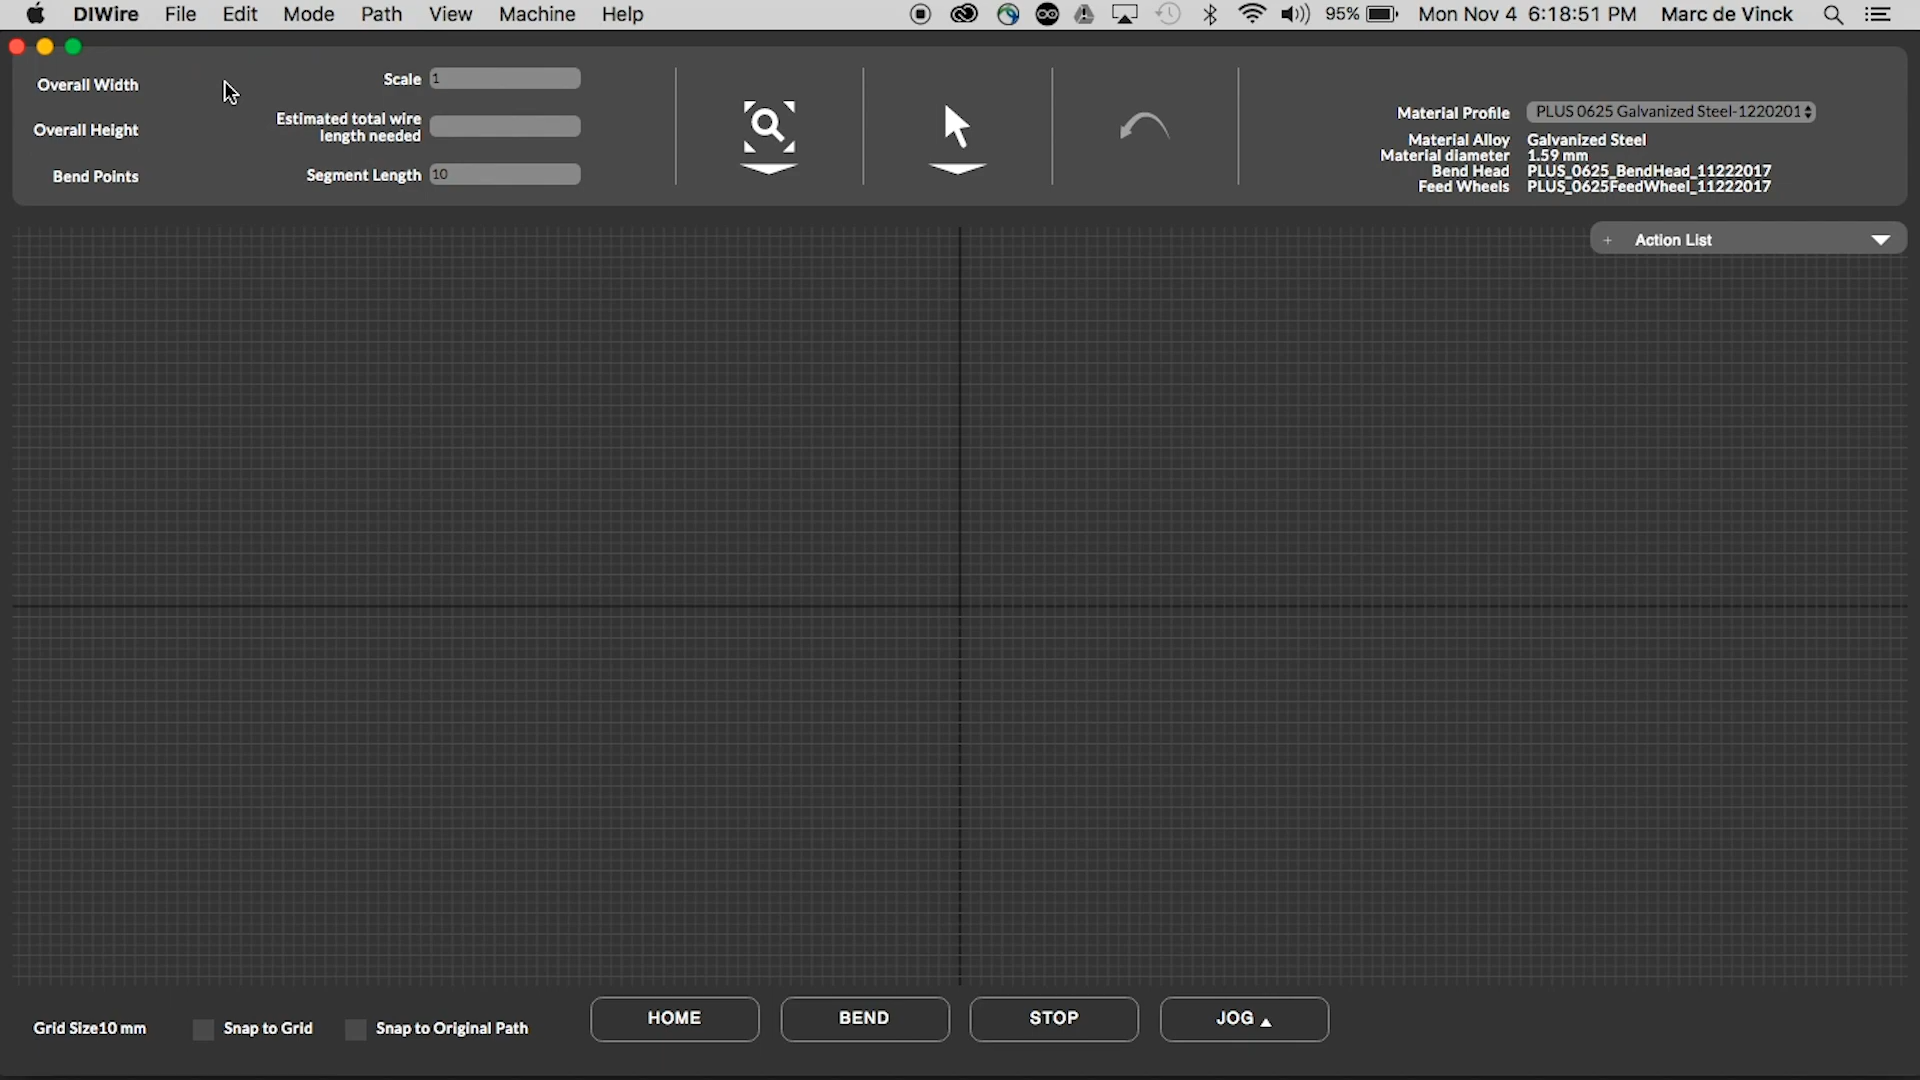 DIWire File Edit Mode Path View Machine Help 95% Mon Nov 4 6:18:51 PM Marc de Vinck
Overall Width
Scale 1
Overall Height
Estimated total wire
length needed
Bend Points
Segment Length 10
Material Profile PLUS 0625 Galvanized Steel-1220201
Material Alloy Galvanized Steel
Material diameter 1.59 mm
Bend Head PLUS_0625_BendHead_11222017
Feed Wheels PLUS_0625FeedWheel_11222017
+ Action List
Grid Size10 mm Snap to Grid Snap to Original Path HOME BEND STOP JOG